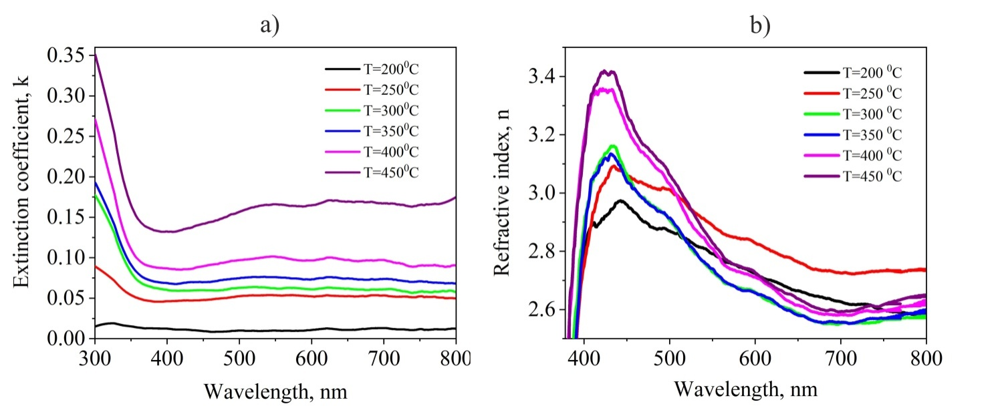 a)
Extinction coefficient, k
0.35
0.30
0.25
0.20
0.15
0.10
0.05
0.00
T=200⁰C
T=250⁰C
T=300⁰C
T=350⁰C
T=400⁰C
T=450⁰C
300 400 500 600 700 800
Wavelength, nm
b)
Refractive index, n
3.4
3.2
3.0
2.8
2.6
T=200 ⁰C
T=250 ⁰C
T=300 ⁰C
T=350 ⁰C
T=400 ⁰C
T=450 ⁰C
400 500 600 700 800
Wavelength, nm